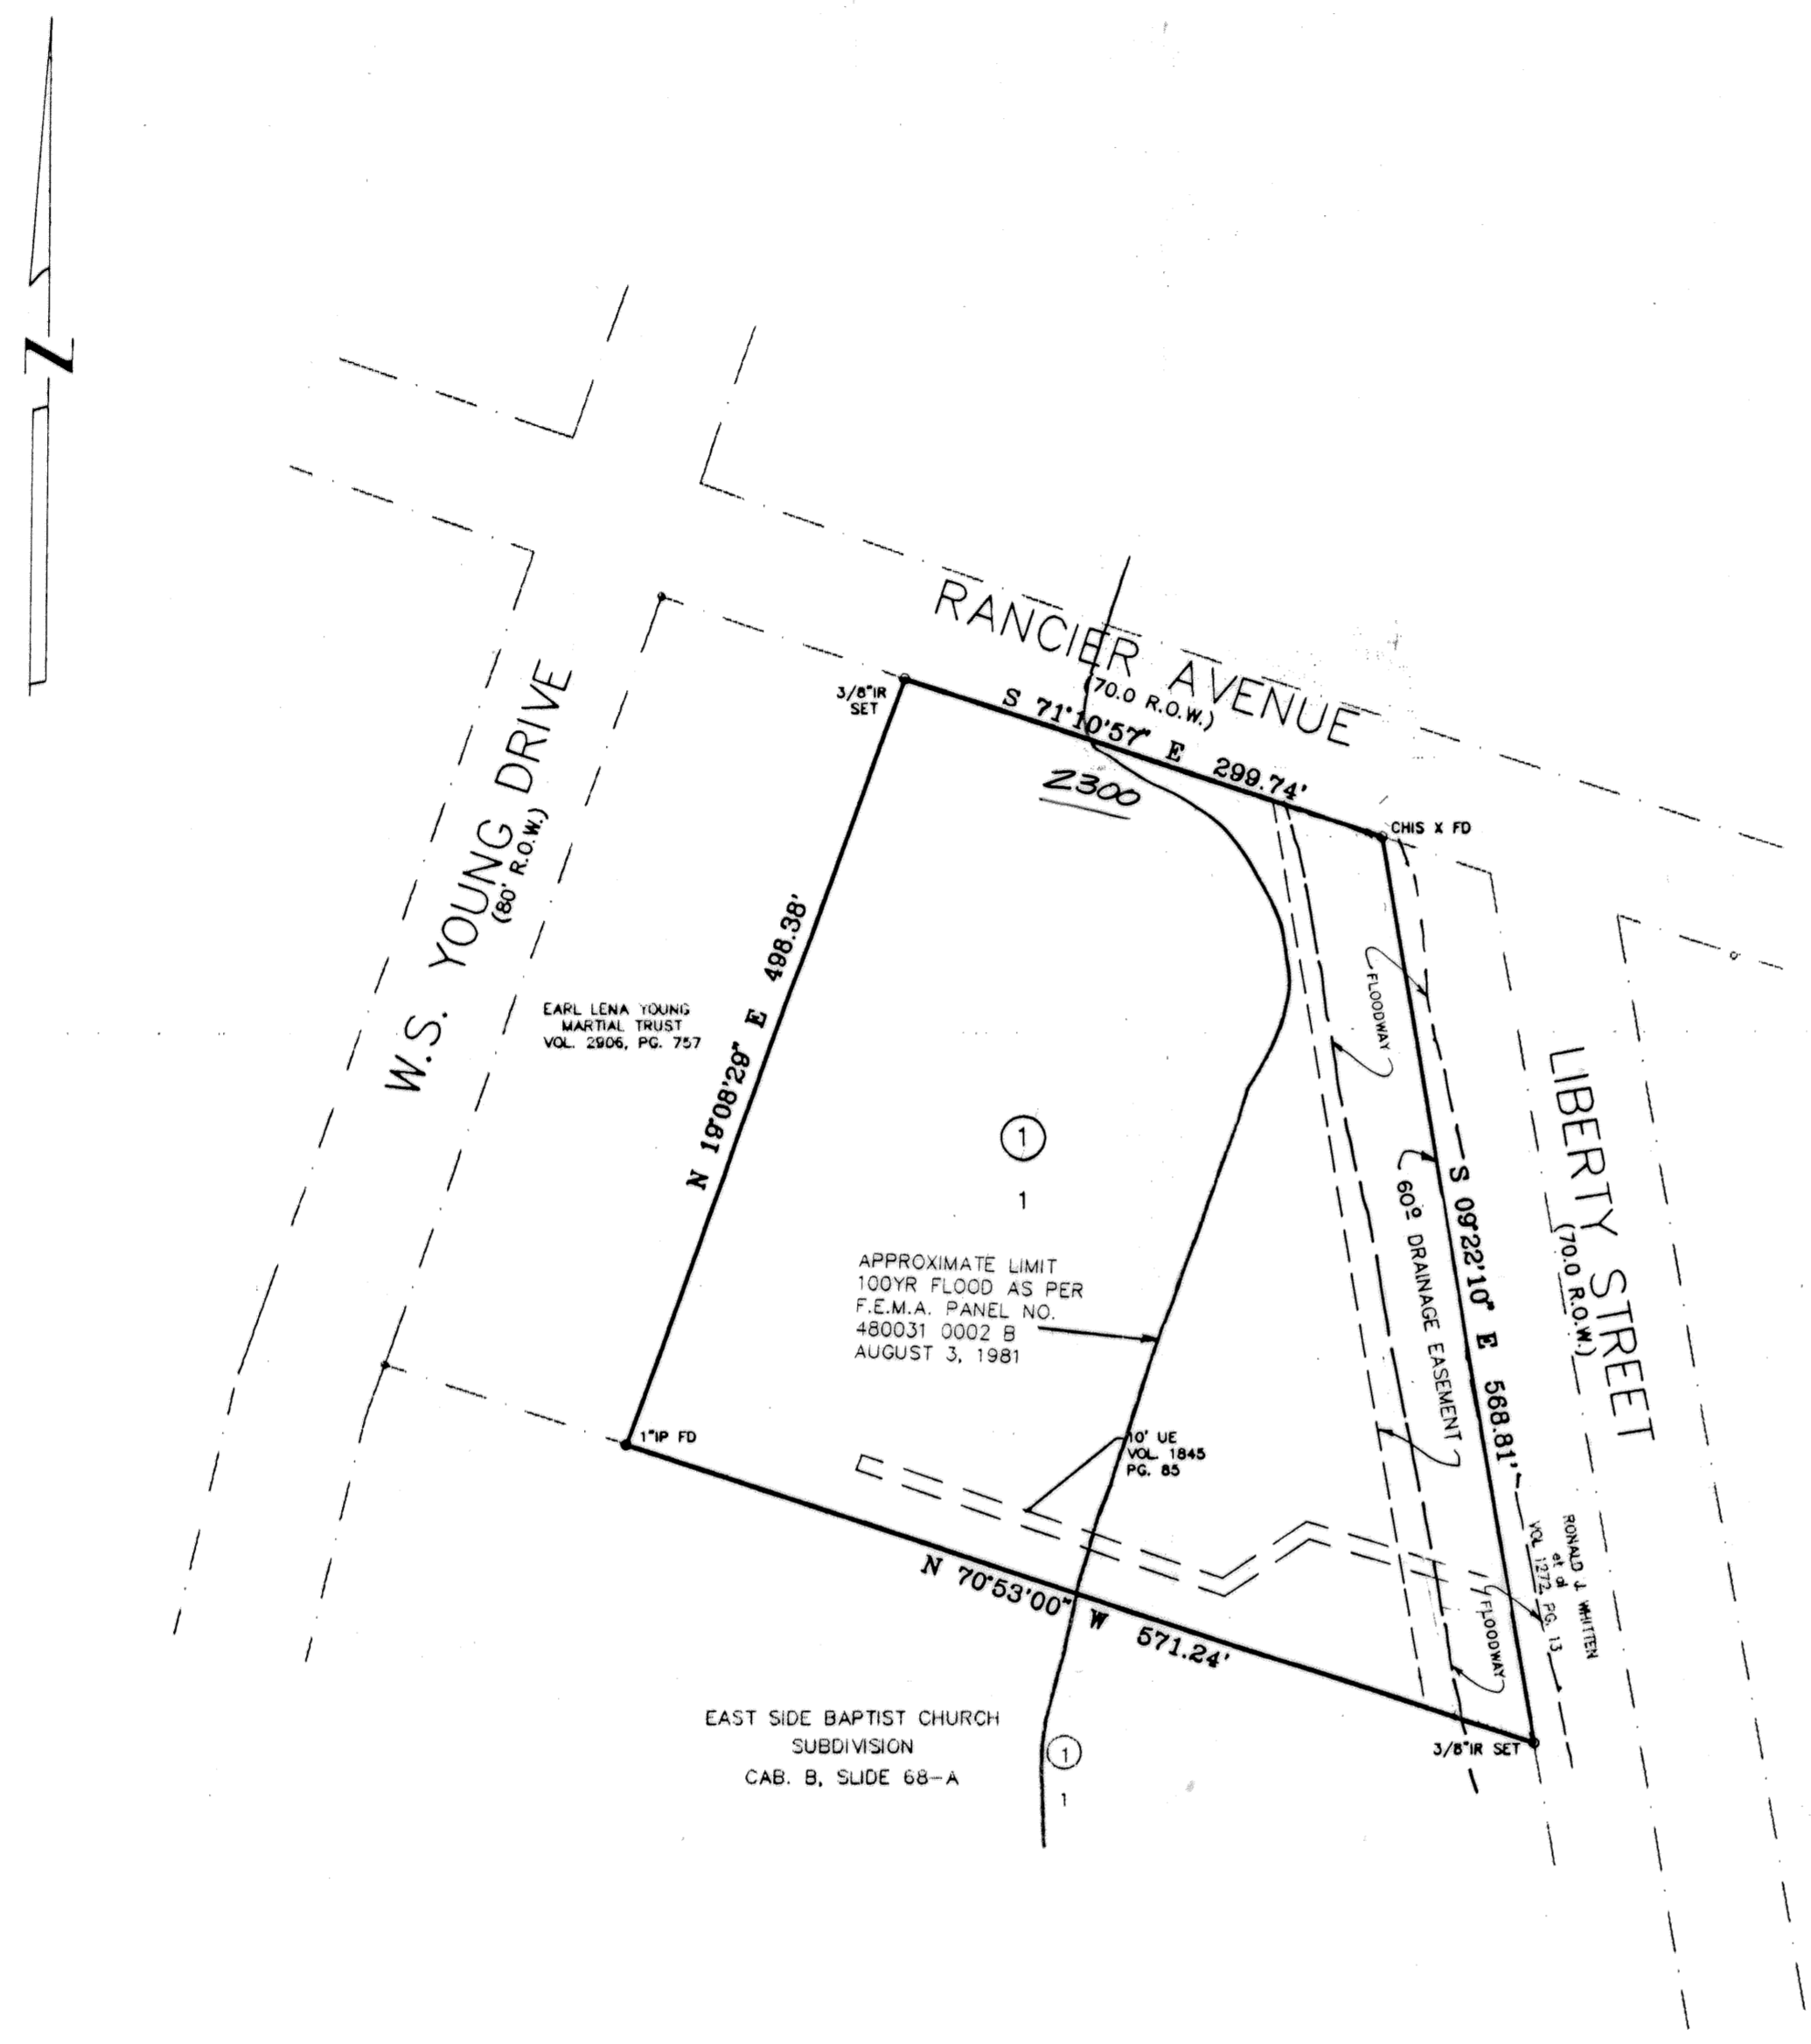 N
RANCIER AVENUE
(70.0 R.O.W.)
3/8"IR
SET
S 71°10'57" E 299.74'
2300
CHIS X FD
W.S. YOUNG DRIVE
(80' R.O.W.)
EARL LENA YOUNG
MARTIAL TRUST
VOL. 2906, PG. 757
N 19°08'29" E 498.38'
FLOODWAY
LIBERTY STREET
(70.0 R.O.W.)
S 09°22'10" E 568.81'
60º DRAINAGE EASEMENT
1
1
APPROXIMATE LIMIT
100YR FLOOD AS PER
F.E.M.A. PANEL NO.
480031 0002 B
AUGUST 3, 1981
1"IP FD
10' UE
VOL. 1845
PG. 85
RONALD J. WHITTEN
et al
VOL 1272 PG. 13
FLOODWAY
N 70°53'00" W 571.24'
EAST SIDE BAPTIST CHURCH
SUBDIVISION
CAB. B, SLIDE 68-A
3/8"IR SET
1
1